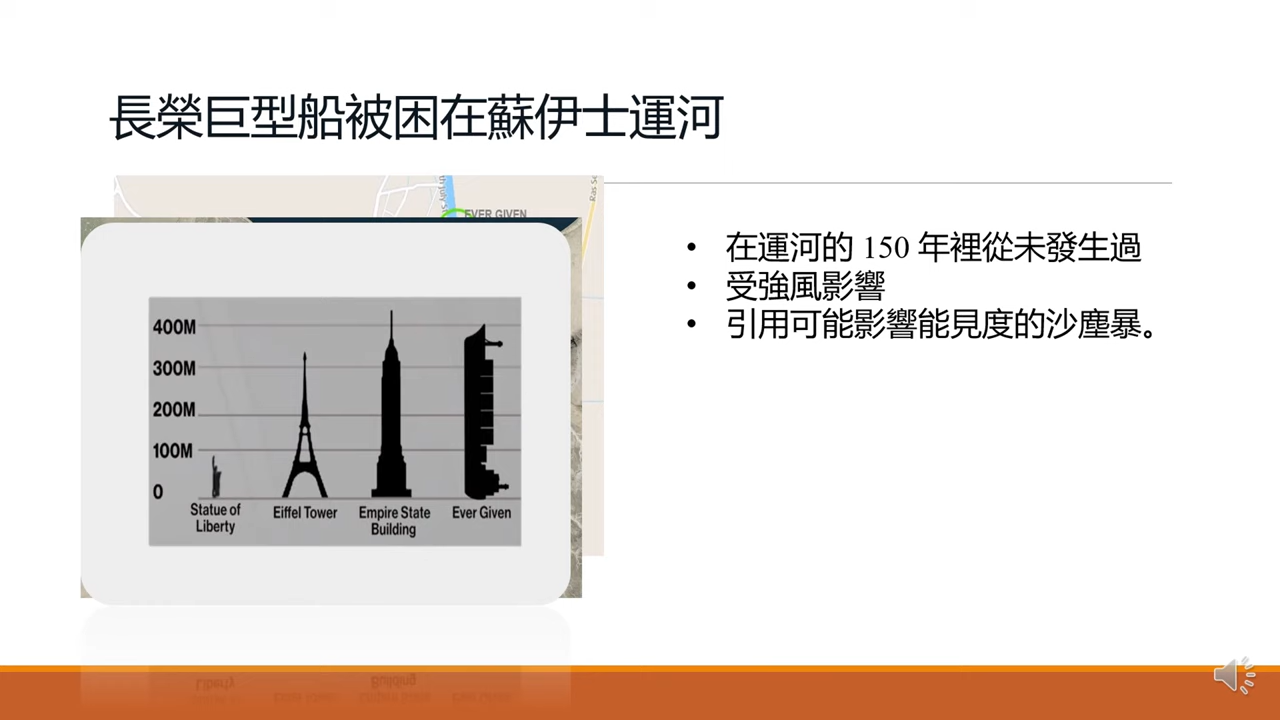 長榮巨型船被困在蘇伊士運河
EVER GIVEN
400M
300M
200M
100M
0
Statue of
Liberty
Eiffel Tower
Empire State
Building
Ever Given
• 在運河的 150 年裡從未發生過
• 受強風影響
• 引用可能影響能見度的沙塵暴。